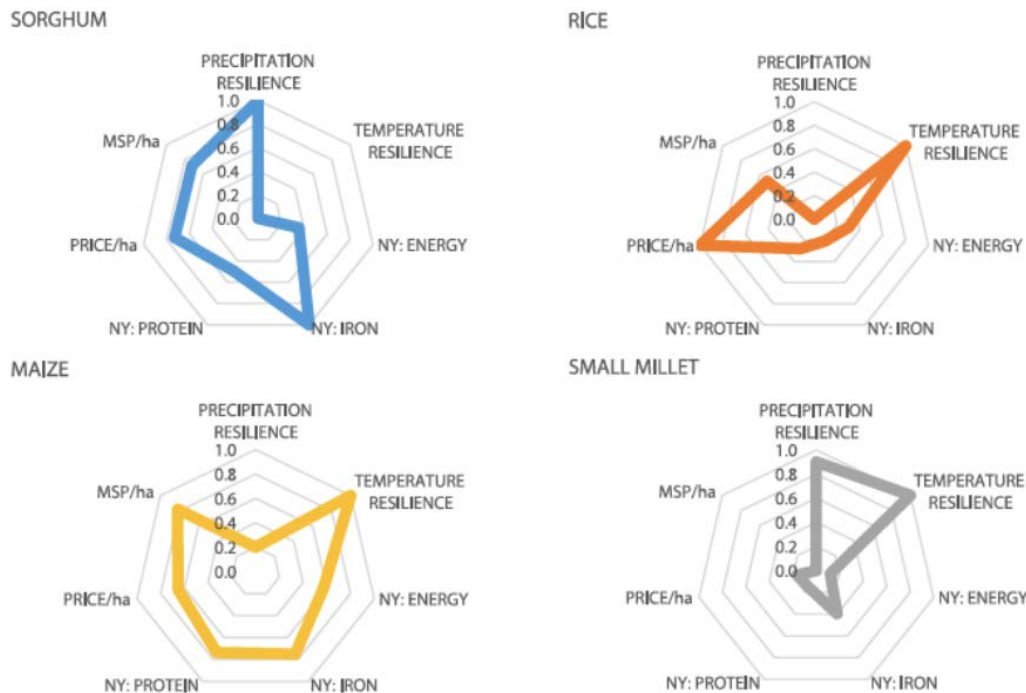 SORGHUM
PRECIPITATION
RESILIENCE
1.0
0.8
0.6
0.4
0.2
0.0
TEMPERATURE
RESILIENCE
NY: ENERGY
NY: IRON
NY: PROTEIN
PRICE/ha
MSP/ha
RICE
PRECIPITATION
RESILIENCE
1.0
0.8
0.6
0.4
0.2
0.0
TEMPERATURE
RESILIENCE
NY: ENERGY
NY: IRON
NY: PROTEIN
PRICE/ha
MSP/ha
MAIZE
PRECIPITATION
RESILIENCE
1.0
0.8
0.6
0.4
0.2
0.0
TEMPERATURE
RESILIENCE
NY: ENERGY
NY: IRON
NY: PROTEIN
PRICE/ha
MSP/ha
SMALL MILLET
PRECIPITATION
RESILIENCE
1.0
0.8
0.6
0.4
0.2
0.0
TEMPERATURE
RESILIENCE
NY: ENERGY
NY: IRON
NY: PROTEIN
PRICE/ha
MSP/ha